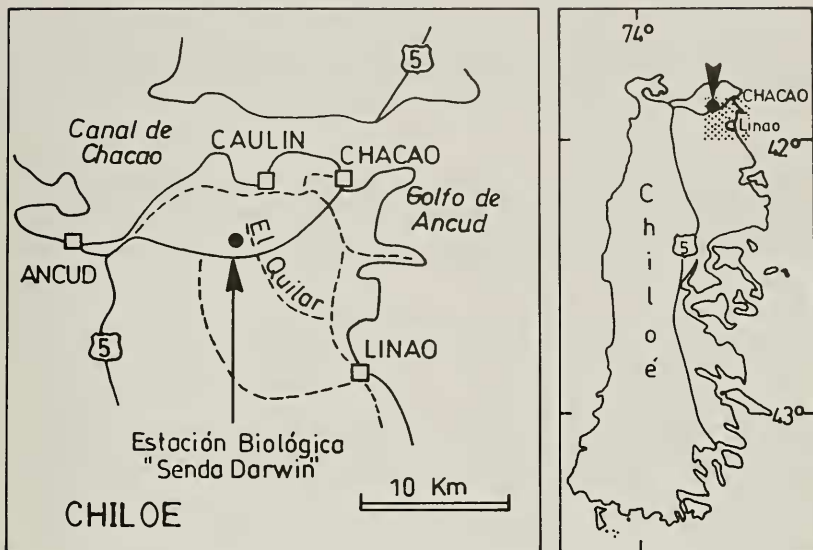 5
Canal de
Chacao
CAULIN
CHACAO
Golfo de
Ancud
ANCUD
El
Quilar
5
LINAO
Estación Biológica
"Senda Darwin"
10 Km
CHILOE
74°
CHACAO
Linao
42°
Chiloé
5
43°